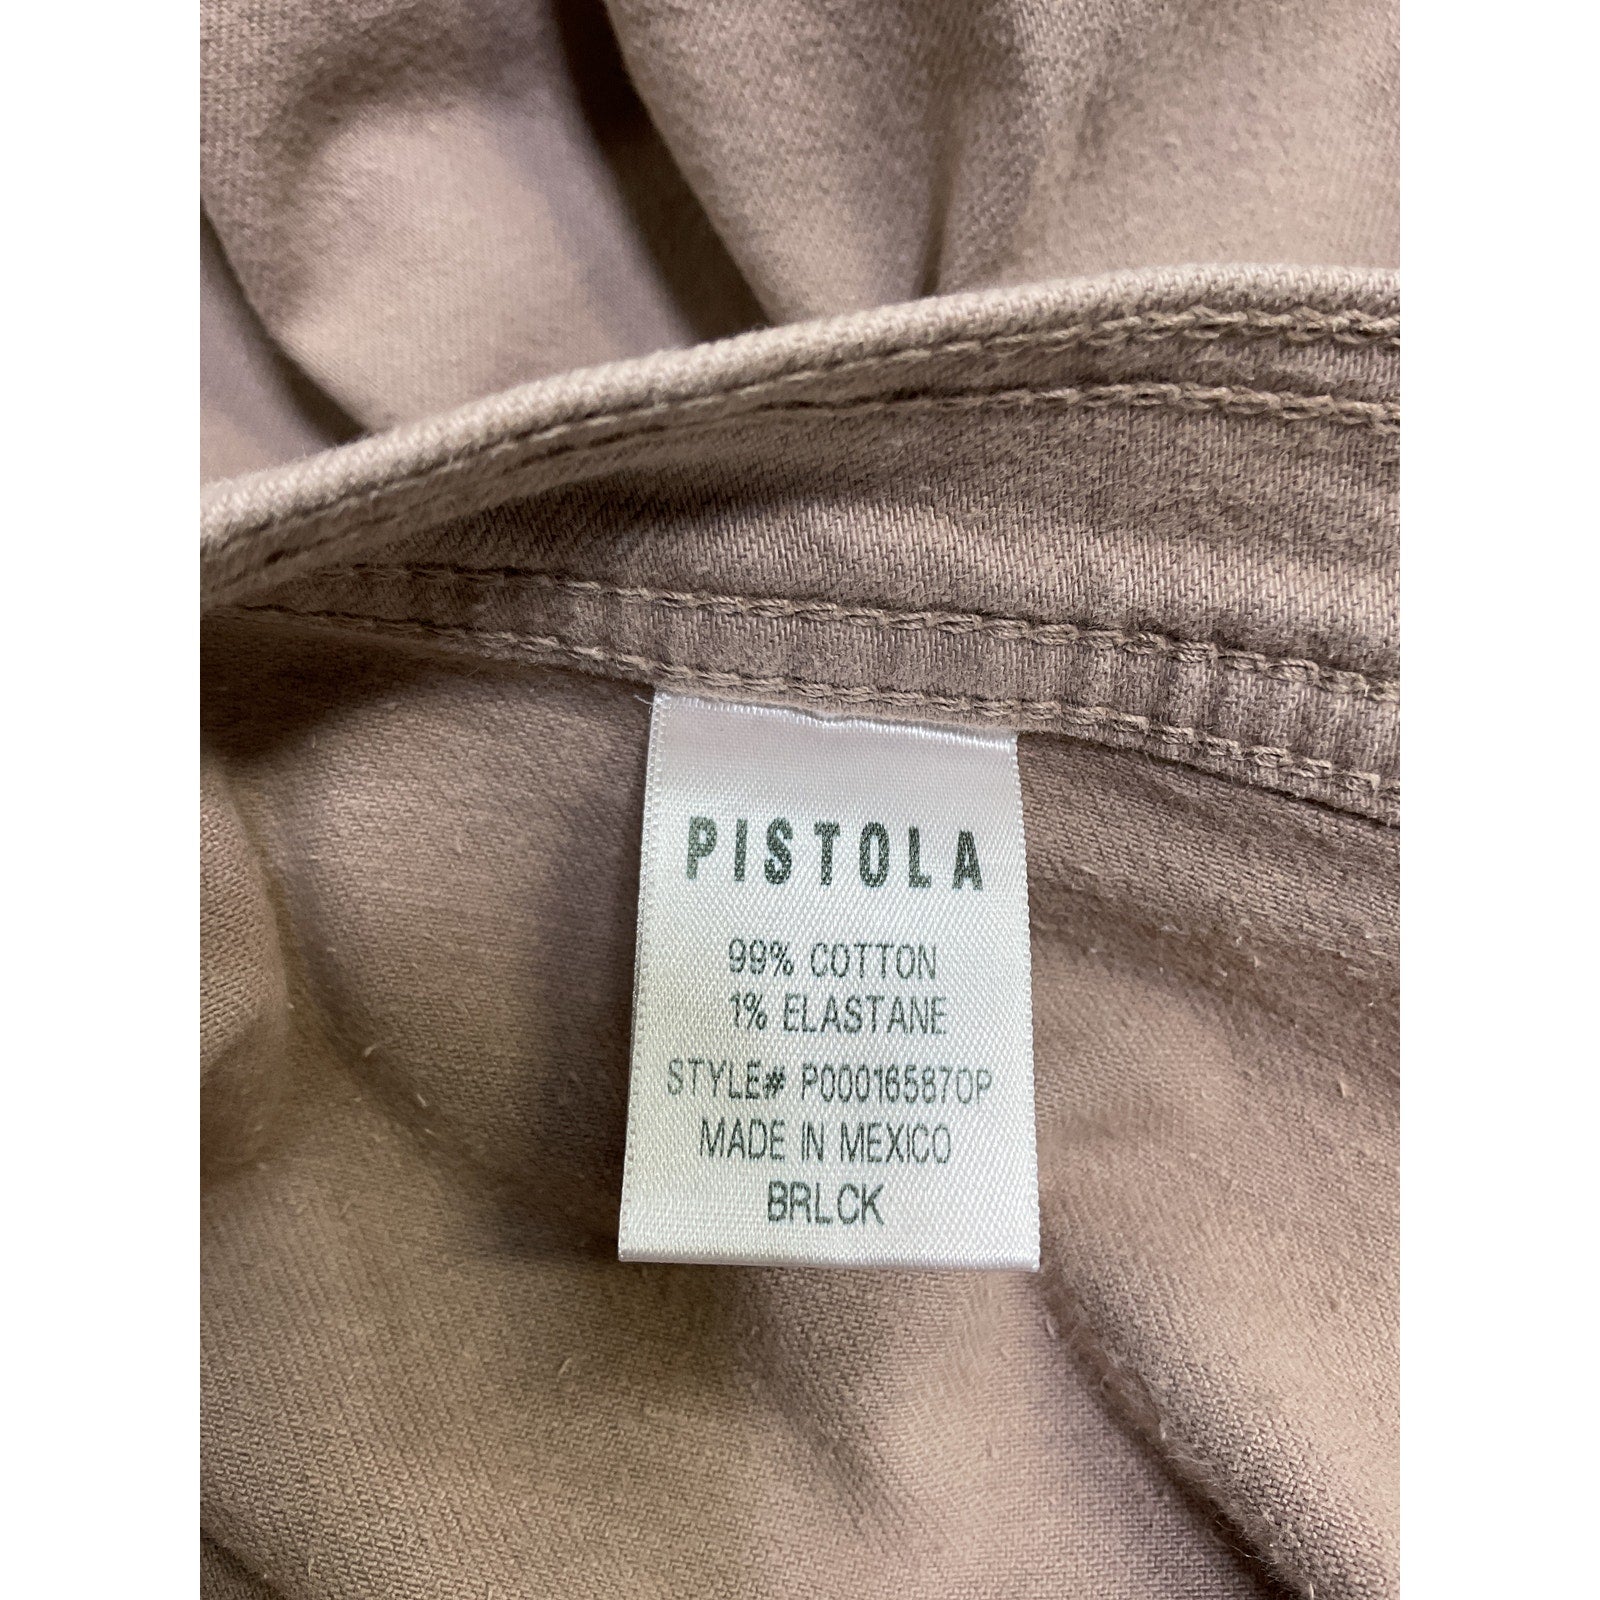 PISTOLA
99% COTTON
1% ELASTANE
STYLE# P00016587OP
MADE IN MEXICO
BRLCK